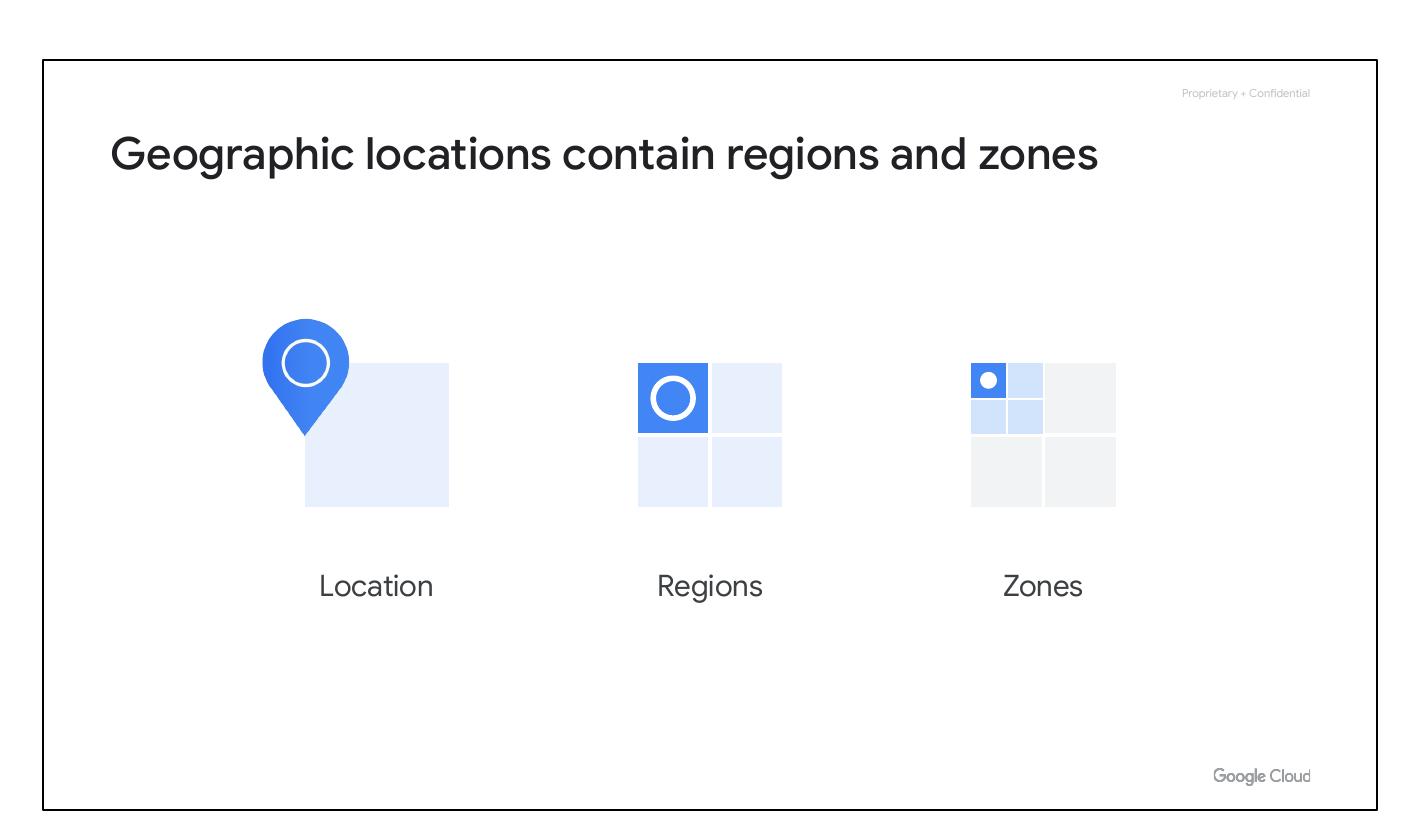 Proprietary + Confidential
Geographic locations contain regions and zones
Location
Regions
Zones
Google Cloud